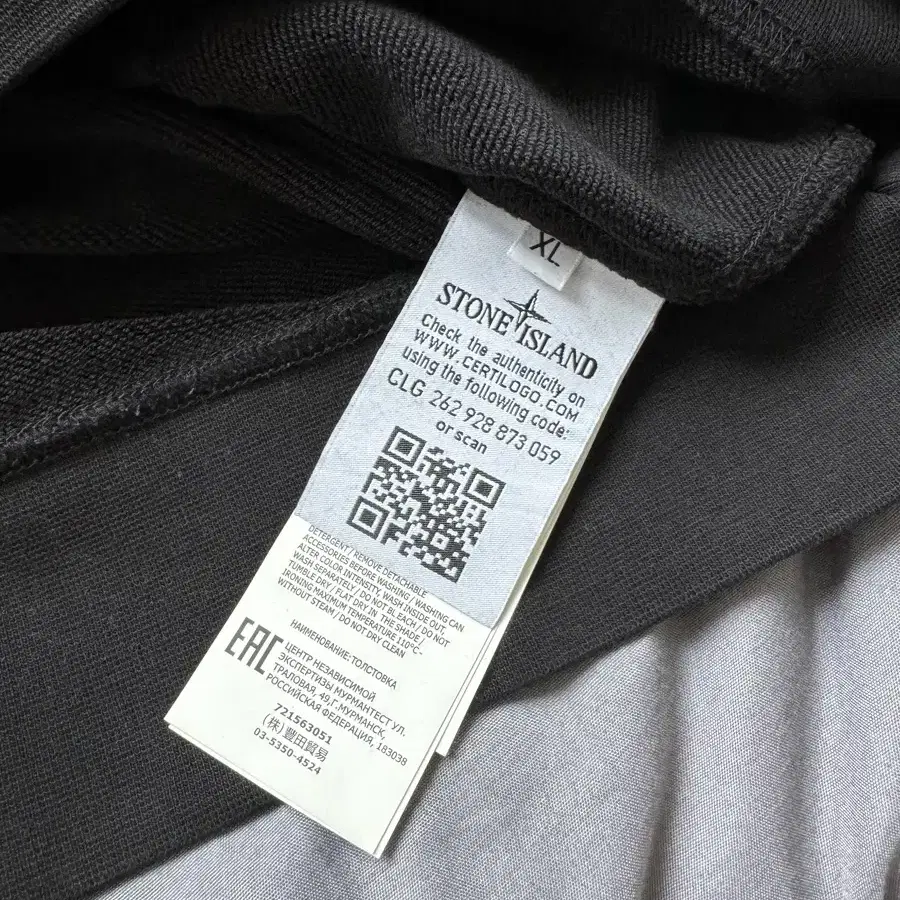 XL
STONE ISLAND
Check the authenticity on
WWW.CERTILOGO.COM
using the following code:
CLG 262 928 873 059
or scan
DETERGENT / REMOVE DETACHABLE
ACCESSORIES BEFORE WASHING / WASHING CAN
ALTER COLOR INTENSITY, WASH INSIDE OUT,
WASH SEPARATELY / DO NOT BLEACH / DO NOT
TUMBLE DRY / FLAT DRY IN THE SHADE /
IRONING MAXIMUM TEMPERATURE 110°C-
WITHOUT STEAM / DO NOT DRY CLEAN
EAC
НАИМЕНОВАНИЕ:ТОЛСТОВКА
ЦЕНТР НЕЗАВИСИМОЙ
ЭКСПЕРТИЗЫ МУРМАНТЕСТ УЛ.
ТРАЛОВАЯ, 49,Г.МУРМАНСК,
РОССИЙСКАЯ ФЕДЕРАЦИЯ, 183038
721563051
(株)豊田貿易
03-5350-4524